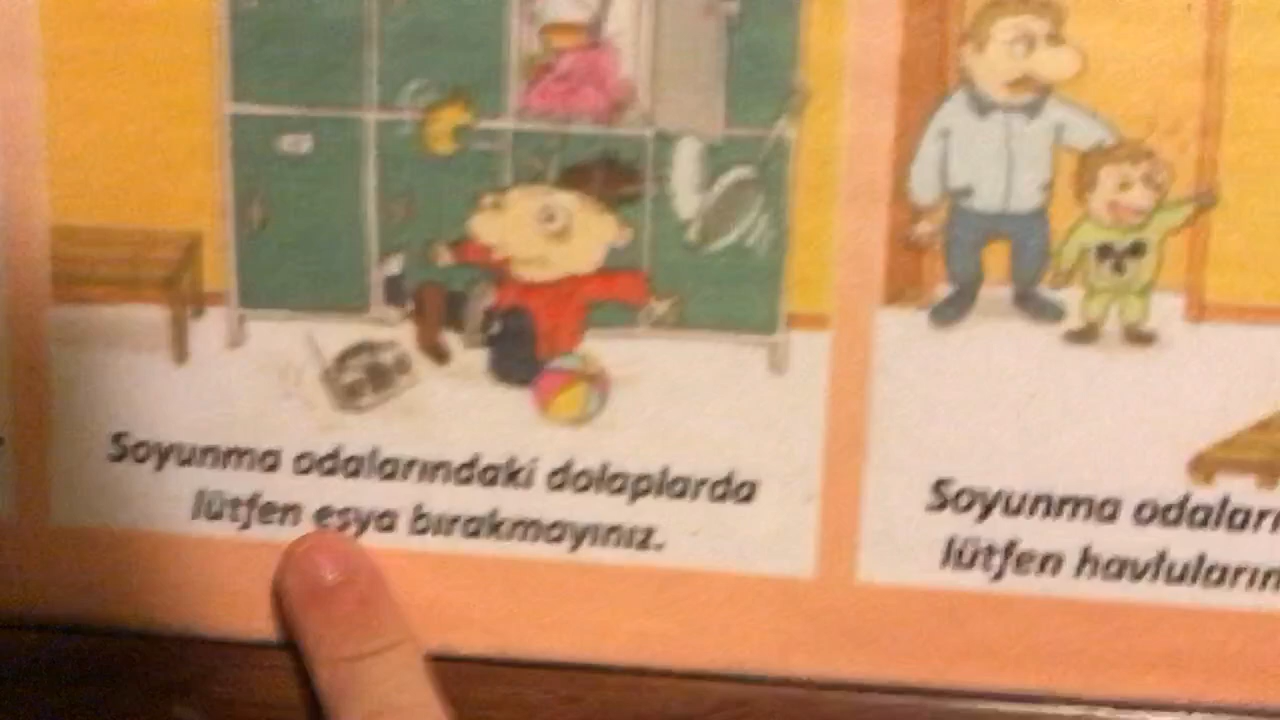 Soyunma odalarındaki dolaplarda
lütfen eşya bırakmayınız.
Soyunma odaları
lütfen havluların